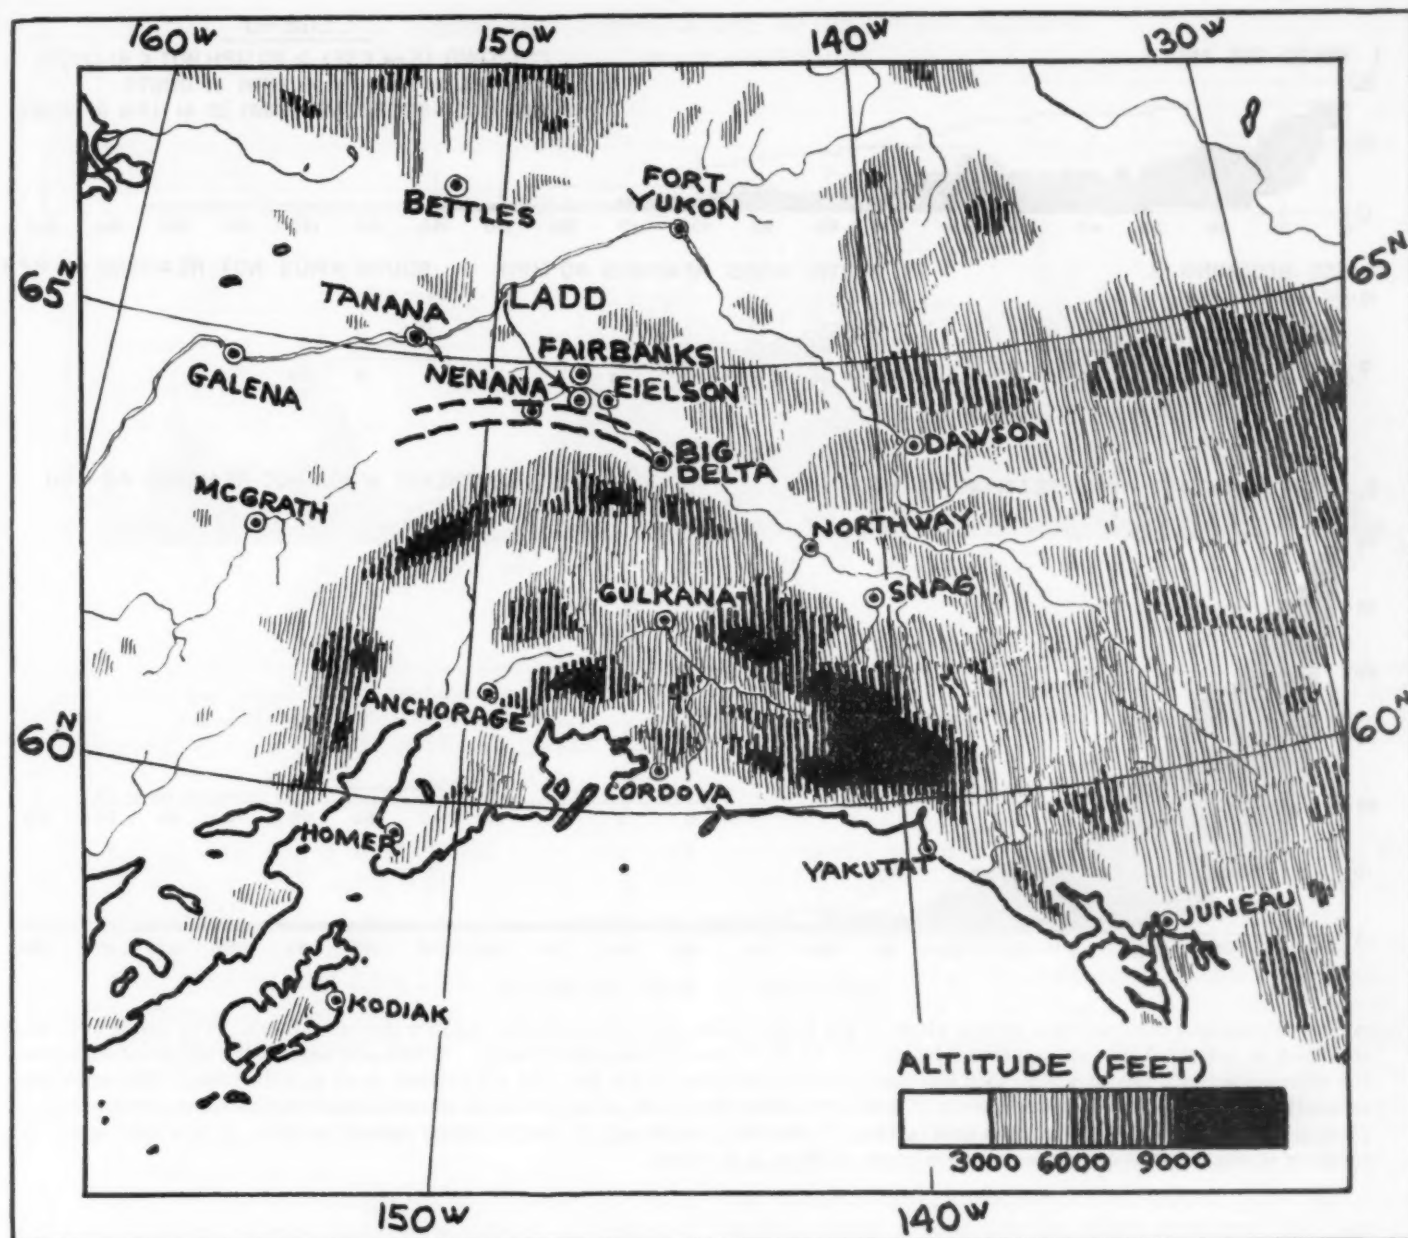 160W 150W 140W 130W
FORT
YUKON
BETTLES
65N
65N
TANANA
LADD
FAIRBANKS
GALENA
NENANA
EIELSON
DAWSON
BIG
DELTA
MCGRATH
NORTHWAY
GULKANA
SNAG
ANCHORAGE
60N
60N
CORDOVA
HOMER
YAKUTAT
JUNEAU
KODIAK
ALTITUDE (FEET)
3000 6000 9000
150W 140W